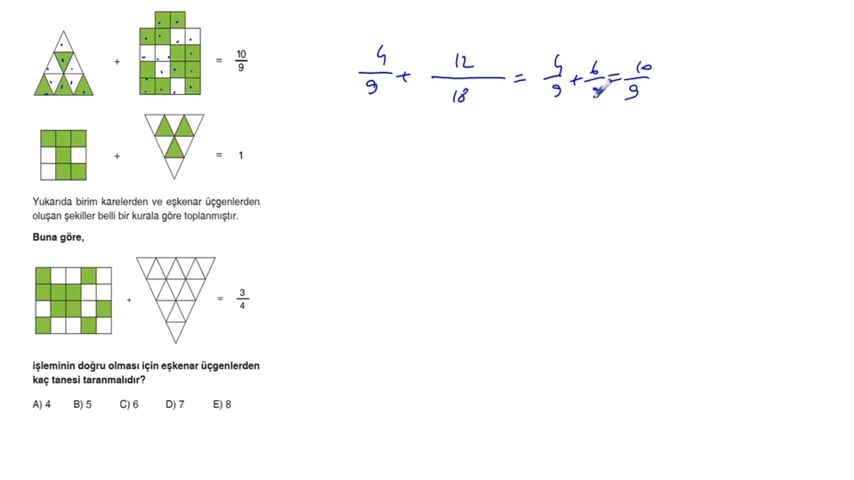 + = 10/9
4/9 + 12/18 = 4/9 + 6/9 = 10/9
+ = 1
Yukarıda birim karelerden ve eşkenar üçgenlerden
oluşan şekiller belli bir kurala göre toplanmıştır.
Buna göre,
+ = 3/4
işleminin doğru olması için eşkenar üçgenlerden
kaç tanesi taranmalıdır?
A) 4 B) 5 C) 6 D) 7 E) 8